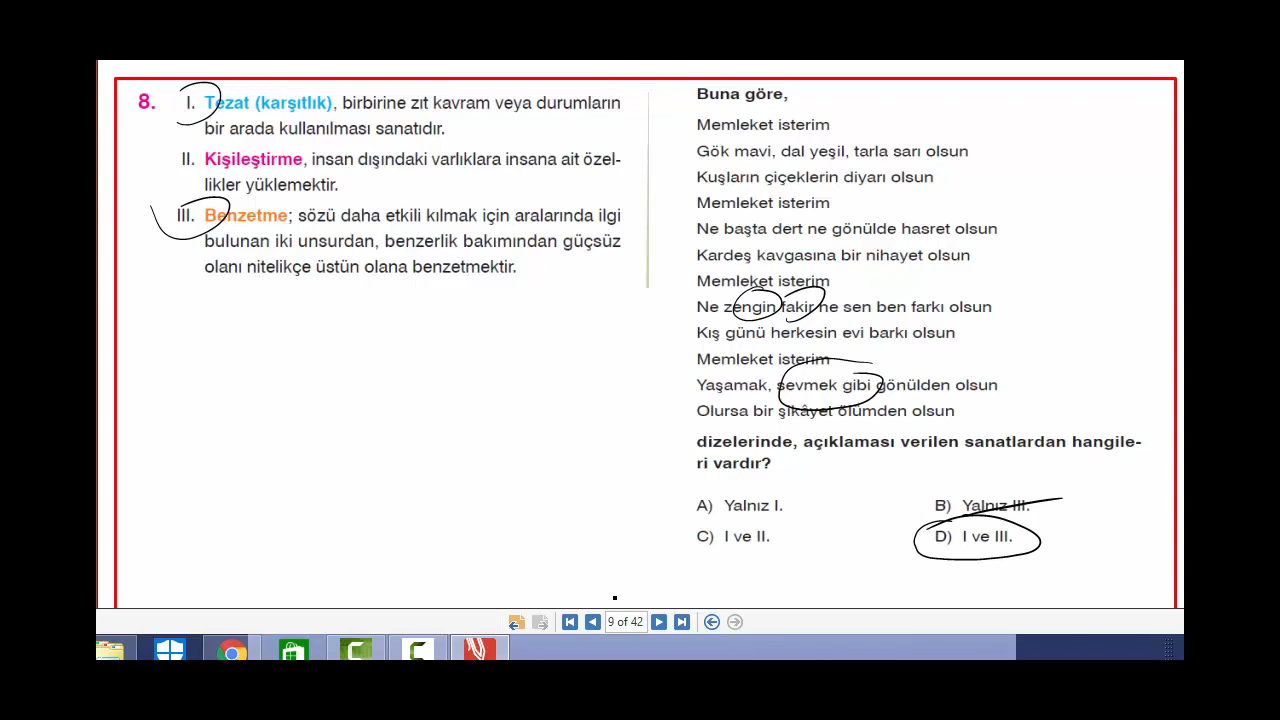 8. I. Tezat (karşıtlık), birbirine zıt kavram veya durumların
bir arada kullanılması sanatıdır.
II. Kişileştirme, insan dışındaki varlıklara insana ait özel-
likler yüklemektir.
III. Benzetme; sözü daha etkili kılmak için aralarında ilgi
bulunan iki unsurdan, benzerlik bakımından güçsüz
olanı nitelikçe üstün olana benzetmektir.
Buna göre,
Memleket isterim
Gök mavi, dal yeşil, tarla sarı olsun
Kuşların çiçeklerin diyarı olsun
Memleket isterim
Ne başta dert ne gönülde hasret olsun
Kardeş kavgasına bir nihayet olsun
Memleket isterim
Ne zengin fakir ne sen ben farkı olsun
Kış günü herkesin evi barkı olsun
Memleket isterim
Yaşamak, sevmek gibi gönülden olsun
Olursa bir şikâyet ölümden olsun
dizelerinde, açıklaması verilen sanatlardan hangile-
ri vardır?
A) Yalnız I. B) Yalnız III.
C) I ve II. D) I ve III.
9 of 42